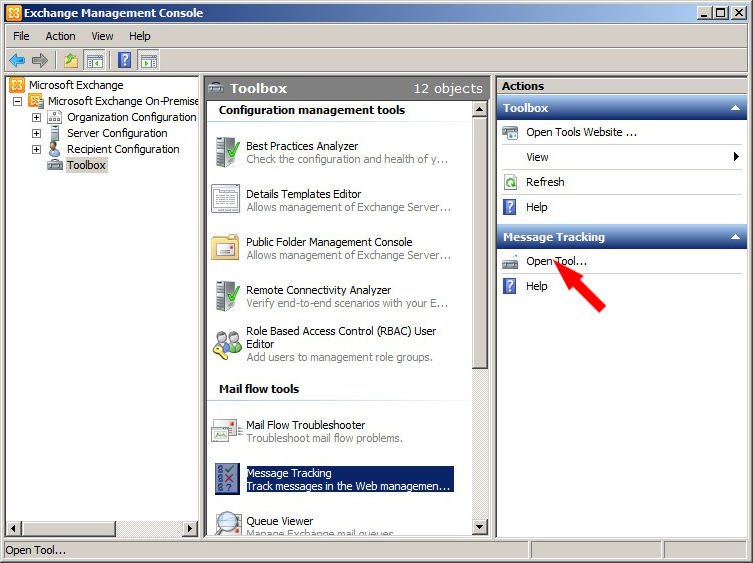 Exchange Management Console
File Action View Help
Microsoft Exchange
Microsoft Exchange On-Premise
Organization Configuration
Server Configuration
Recipient Configuration
Toolbox
Toolbox 12 objects
Configuration management tools
Best Practices Analyzer
Check the configuration and health of y...
Details Templates Editor
Allows management of Exchange Server...
Public Folder Management Console
Allows management of Exchange Server...
Remote Connectivity Analyzer
Verify end-to-end scenarios with your E...
Role Based Access Control (RBAC) User
Editor
Add users to management role groups.
Mail flow tools
Mail Flow Troubleshooter
Troubleshoot mail flow problems.
Message Tracking
Track messages in the Web managemen...
Queue Viewer
Manage Exchange mail queues.
Actions
Toolbox
Open Tools Website ...
View
Refresh
Help
Message Tracking
Open Tool...
Help
Open Tool...